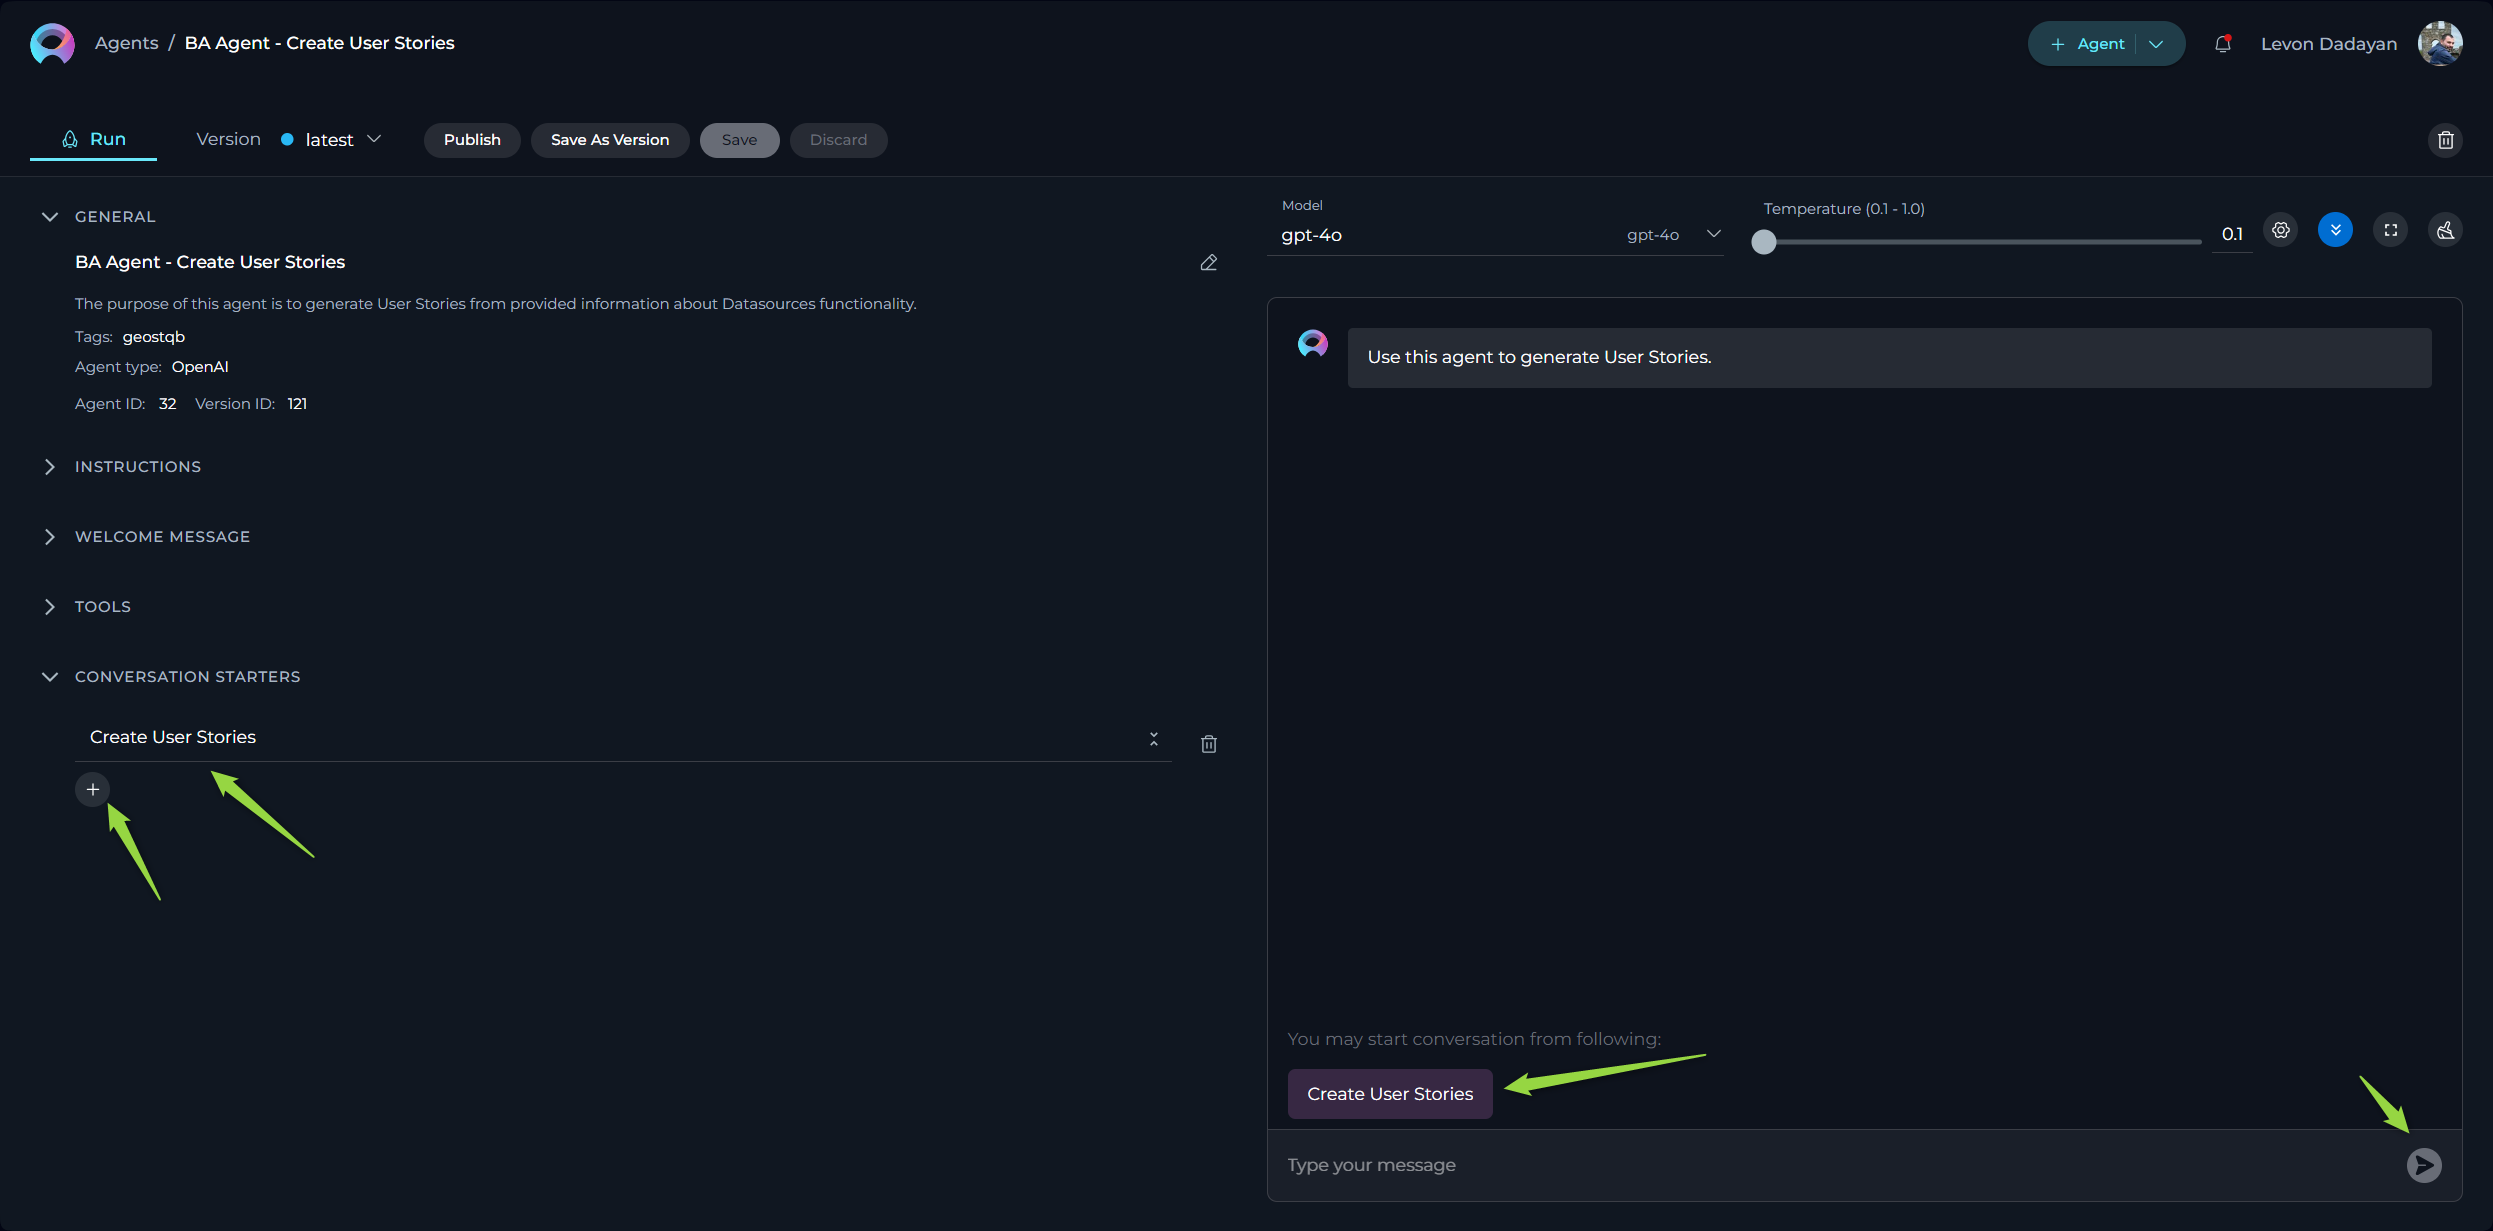 Agents / BA Agent - Create User Stories
+ Agent
Levon Dadayan
Run
Version latest
Publish
Save As Version
Save
Discard
GENERAL
BA Agent - Create User Stories
The purpose of this agent is to generate User Stories from provided information about Datasources functionality.
Tags: geostqb
Agent type: OpenAI
Agent ID: 32 Version ID: 121
INSTRUCTIONS
WELCOME MESSAGE
TOOLS
CONVERSATION STARTERS
Create User Stories
+
Model
gpt-4o gpt-4o
Temperature (0.1 - 1.0)
0.1
Use this agent to generate User Stories.
You may start conversation from following:
Create User Stories
Type your message